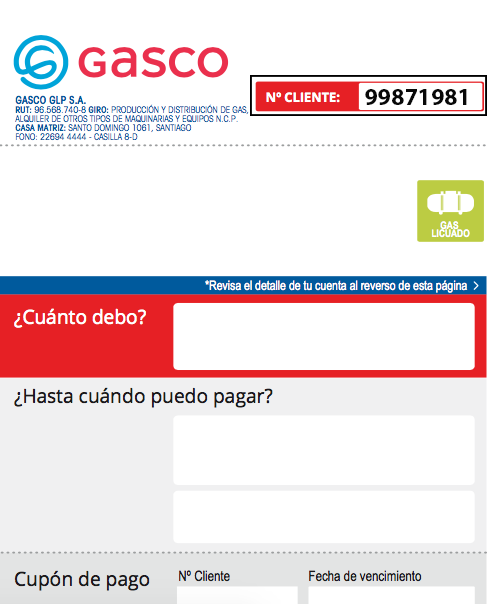 GASCO
GASCO GLP S.A.
RUT: 96.568.740-8 GIRO: PRODUCCIÓN Y DISTRIBUCIÓN DE GAS,
ALQUILER DE OTROS TIPOS DE MAQUINARIAS Y EQUIPOS N.C.P.
CASA MATRIZ: SANTO DOMINGO 1061, SANTIAGO
FONO: 22694 4444 - CASILLA 8-D
Nº CLIENTE: 99871981
GAS
LICUADO
*Revisa el detalle de tu cuenta al reverso de esta página >
¿Cuánto debo?
¿Hasta cuándo puedo pagar?
Cupón de pago
Nº Cliente
Fecha de vencimiento